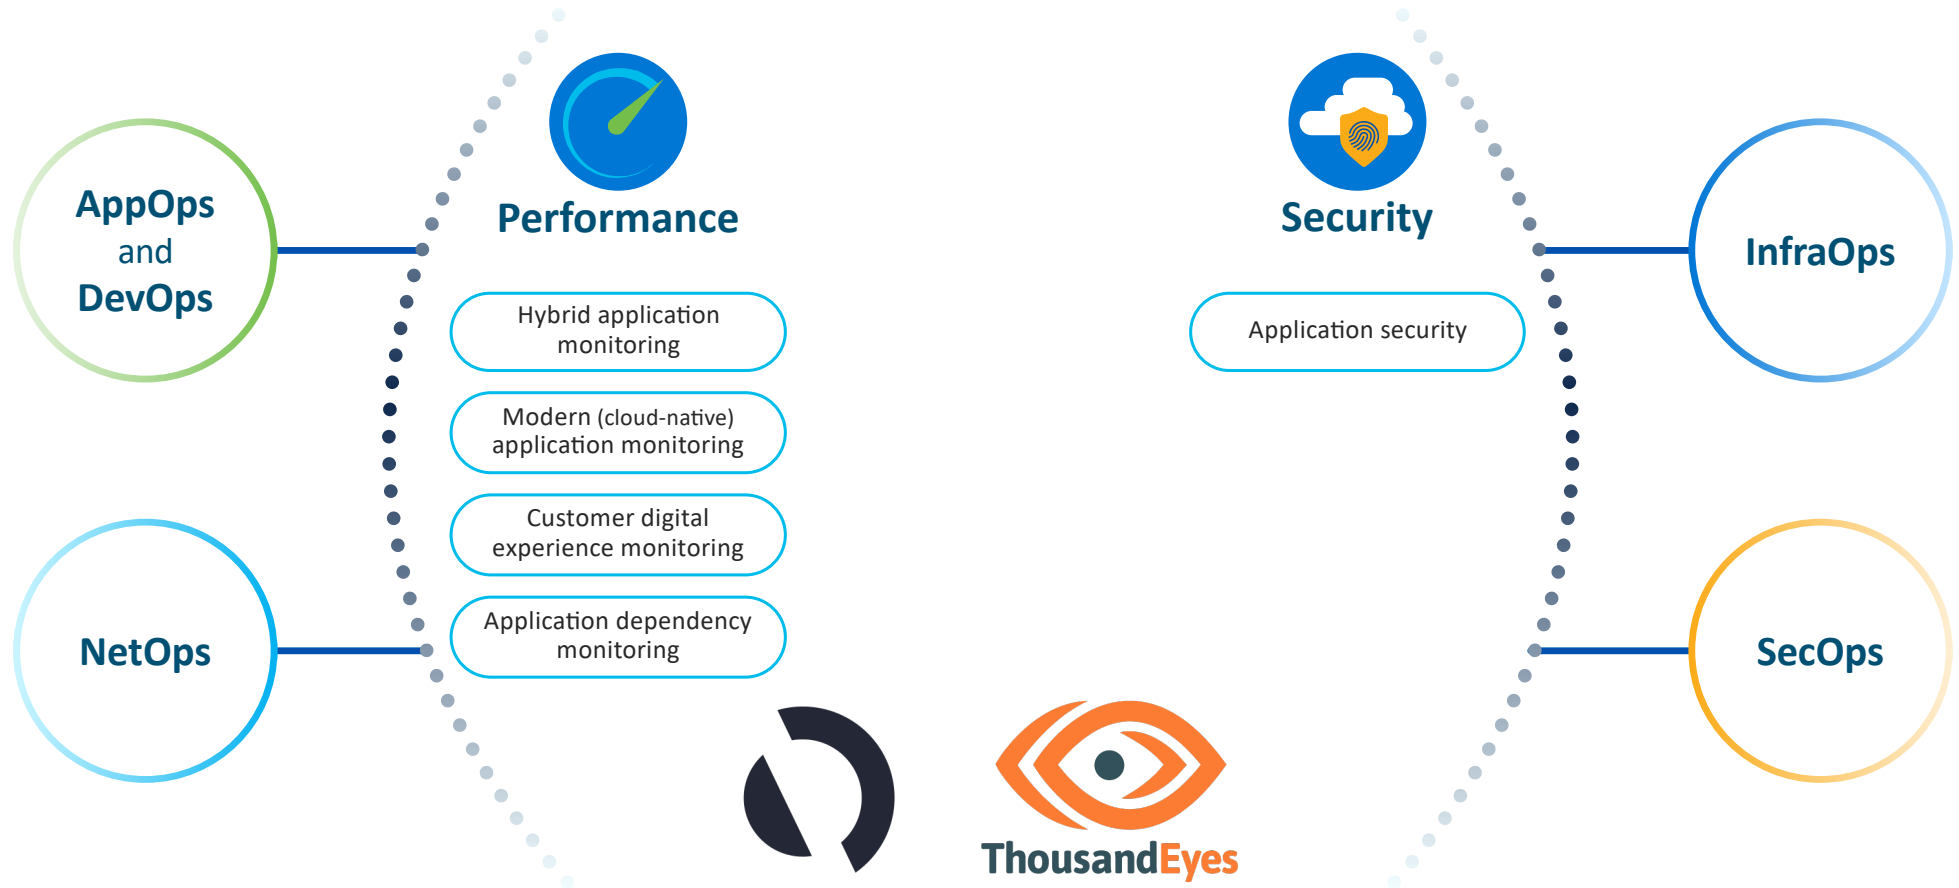 AppOps
and
DevOps
NetOps
Performance
Hybrid application
monitoring
Modern (cloud-native)
application monitoring
Customer digital
experience monitoring
Application dependency
monitoring
Security
Application security
InfraOps
SecOps
ThousandEyes